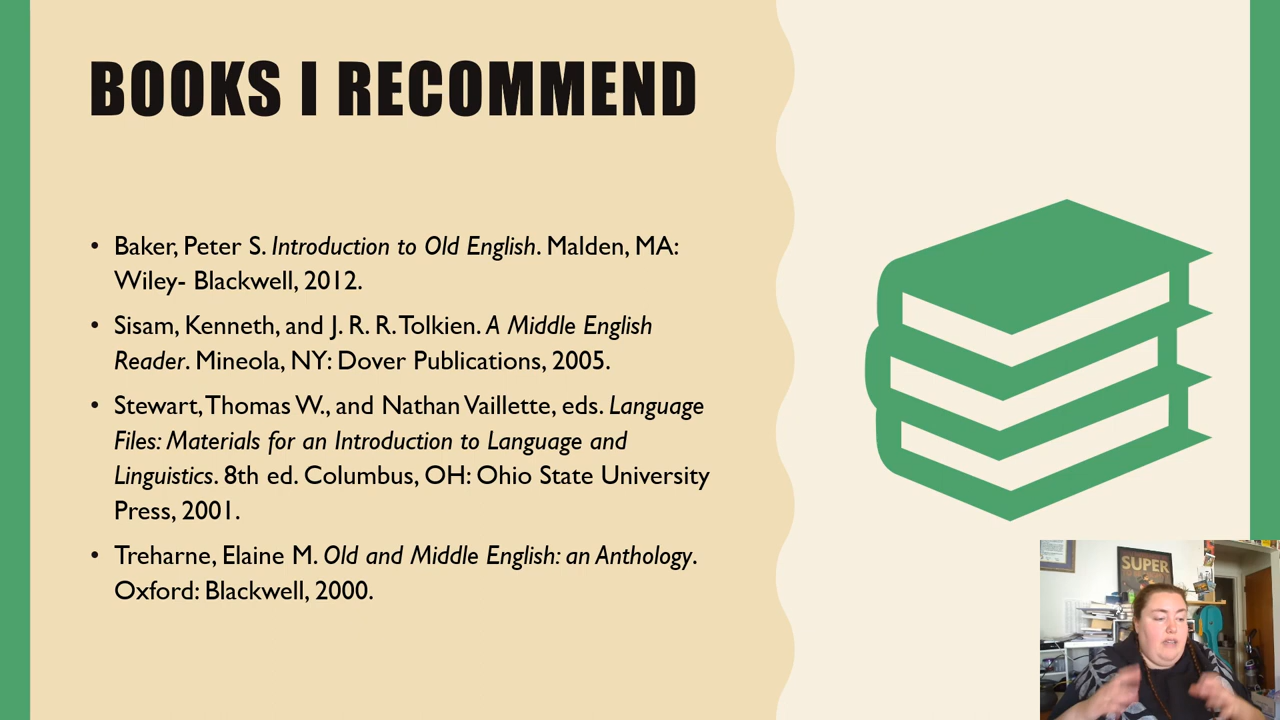 BOOKS I RECOMMEND
• Baker, Peter S. Introduction to Old English. Malden, MA:
Wiley- Blackwell, 2012.
• Sisam, Kenneth, and J. R. R. Tolkien. A Middle English
Reader. Mineola, NY: Dover Publications, 2005.
• Stewart, Thomas W., and Nathan Vaillette, eds. Language
Files: Materials for an Introduction to Language and
Linguistics. 8th ed. Columbus, OH: Ohio State University
Press, 2001.
• Treharne, Elaine M. Old and Middle English: an Anthology.
Oxford: Blackwell, 2000.
SUPER